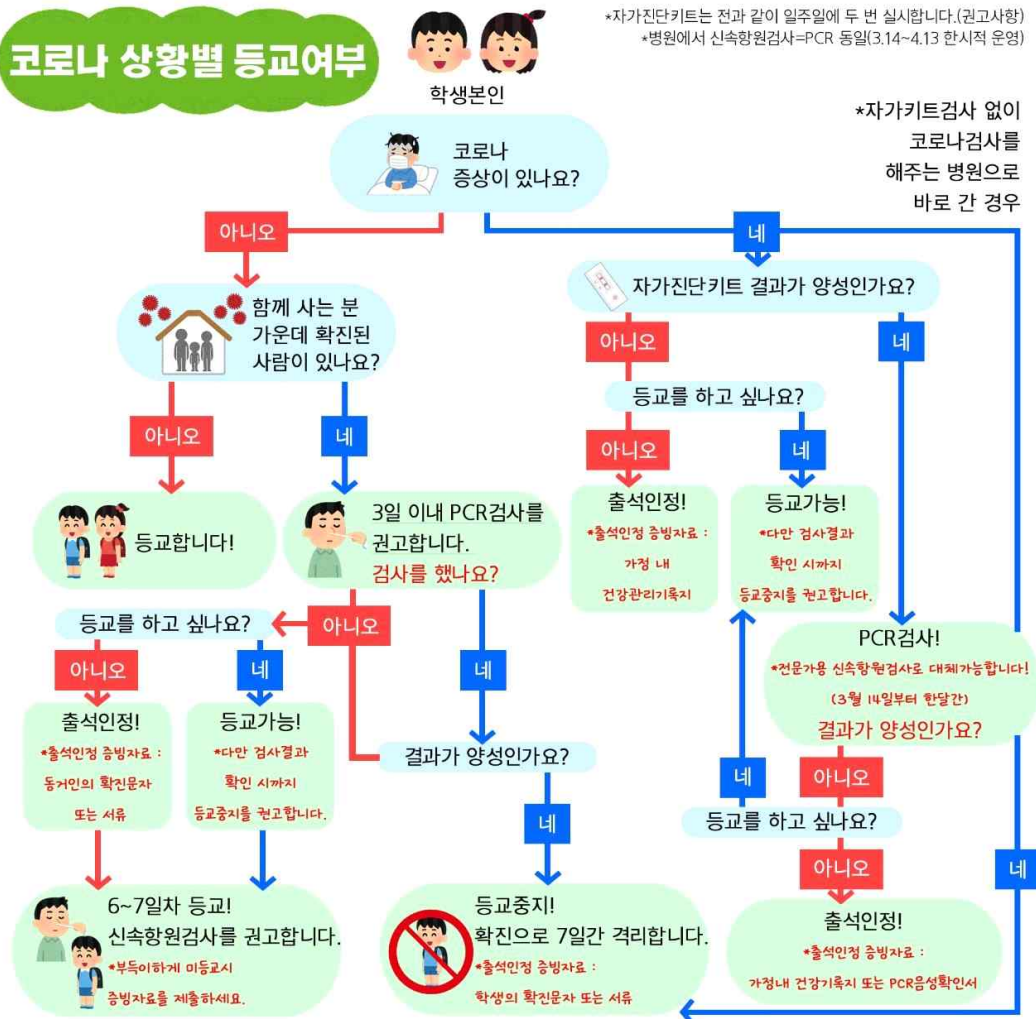 코로나 상황별 등교여부
*자가진단키트는 전과 같이 일주일에 두 번 실시합니다.(권고사항)
*병원에서 신속항원검사=PCR 동일(3.14~4.13 한시적 운영)
학생본인
*자가키트검사 없이
코로나검사를
해주는 병원으로
바로 간 경우
코로나
증상이 있나요?
아니오
네
함께 사는 분
가운데 확진된
사람이 있나요?
자가진단키트 결과가 양성인가요?
아니오
네
등교를 하고 싶나요?
아니오
네
아니오
네
등교합니다!
3일 이내 PCR검사를
권고합니다.
검사를 했나요?
출석인정!
*출석인정 증빙자료 :
가정 내
건강관리기록지
등교가능!
*다만 검사결과
확인 시까지
등교중지를 권고합니다.
등교를 하고 싶나요?
아니오
네
아니오
네
PCR검사!
*전문가용 신속항원검사로 대체가능합니다!
(3월 14일부터 한달간)
결과가 양성인가요?
출석인정!
*출석인정 증빙자료 :
동거인의 확진문자
또는 서류
등교가능!
*다만 검사결과
확인 시까지
등교중지를 권고합니다.
결과가 양성인가요?
네
아니오
네
등교를 하고 싶나요?
아니오
네
6~7일차 등교!
신속항원검사를 권고합니다.
*부득이하게 미등교시
증빙자료를 제출하세요.
등교중지!
확진으로 7일간 격리합니다.
*출석인정 증빙자료 :
학생의 확진문자 또는 서류
출석인정!
*출석인정 증빙자료 :
가정내 건강기록지 또는 PCR음성확인서